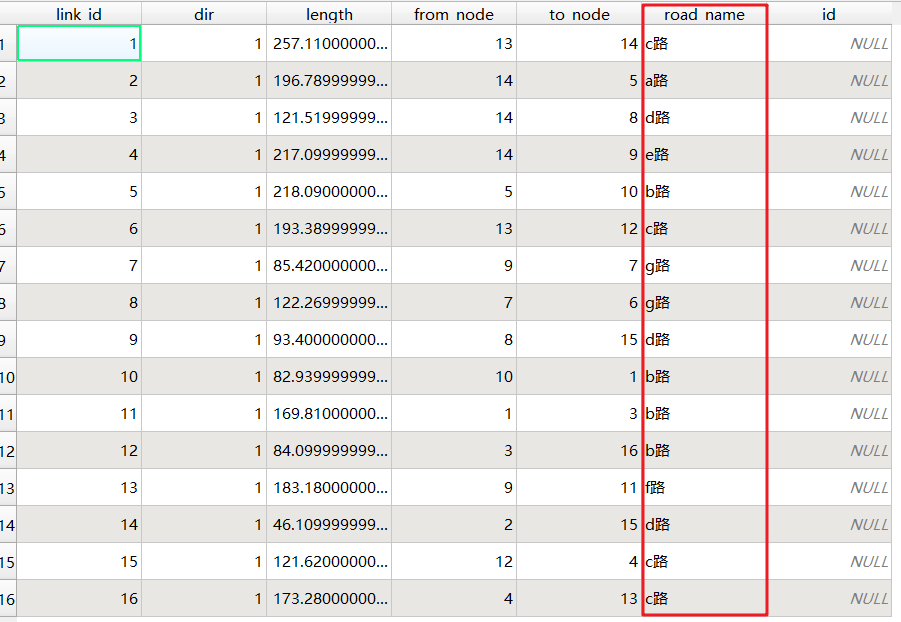 link id dir length from node to node road name id
1 1 1 257.11000000... 13 14 c路 NULL
2 2 1 196.78999999... 14 5 a路 NULL
3 3 1 121.51999999... 14 8 d路 NULL
4 4 1 217.09999999... 14 9 e路 NULL
5 5 1 218.09000000... 5 10 b路 NULL
6 6 1 193.38999999... 13 12 c路 NULL
7 7 1 85.420000000... 9 7 g路 NULL
8 8 1 122.26999999... 7 6 g路 NULL
9 9 1 93.400000000... 8 15 d路 NULL
10 10 1 82.939999999... 10 1 b路 NULL
11 11 1 169.81000000... 1 3 b路 NULL
12 12 1 84.099999999... 3 16 b路 NULL
13 13 1 183.18000000... 9 11 f路 NULL
14 14 1 46.109999999... 2 15 d路 NULL
15 15 1 121.62000000... 12 4 c路 NULL
16 16 1 173.28000000... 4 13 c路 NULL